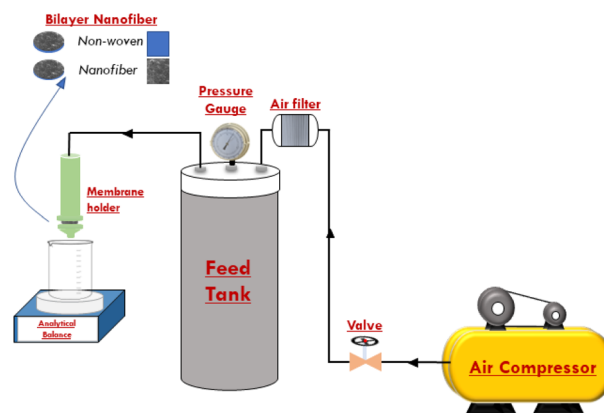 Bilayer Nanofiber
Non-woven
Nanofiber
Pressure
Gauge
Air filter
Membrane
holder
Feed
Tank
Analytical
Balance
Valve
Air Compressor